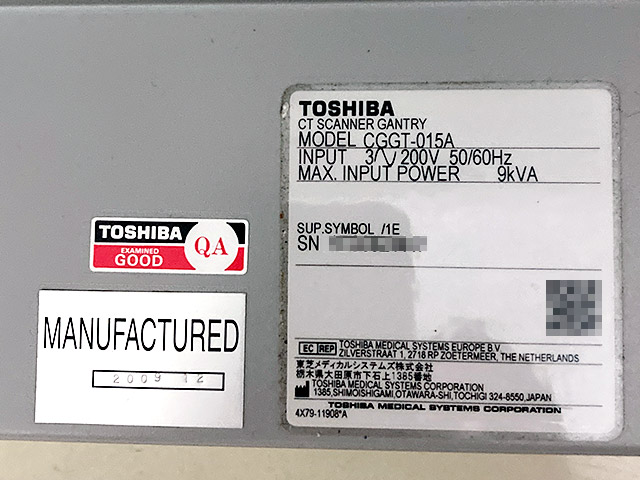 TOSHIBA
CT SCANNER GANTRY
MODEL CGGT-015A
INPUT 3∿200V 50/60Hz
MAX. INPUT POWER 9kVA
SUP.SYMBOL /1E
SN
EC REP TOSHIBA MEDICAL SYSTEMS EUROPE B.V.
ZILVERSTRAAT 1, 2718 RP ZOETERMEER, THE NETHERLANDS
東芝メディカルシステムズ株式会社
栃木県大田原市下石上1385番地
TOSHIBA MEDICAL SYSTEMS CORPORATION
1385,SHIMOISHIGAMI,OTAWARA-SHI,TOCHIGI 324-8550,JAPAN
TOSHIBA MEDICAL SYSTEMS CORPORATION
4X79-11908*A
TOSHIBA
EXAMINED
GOOD
QA
MANUFACTURED
2009 12